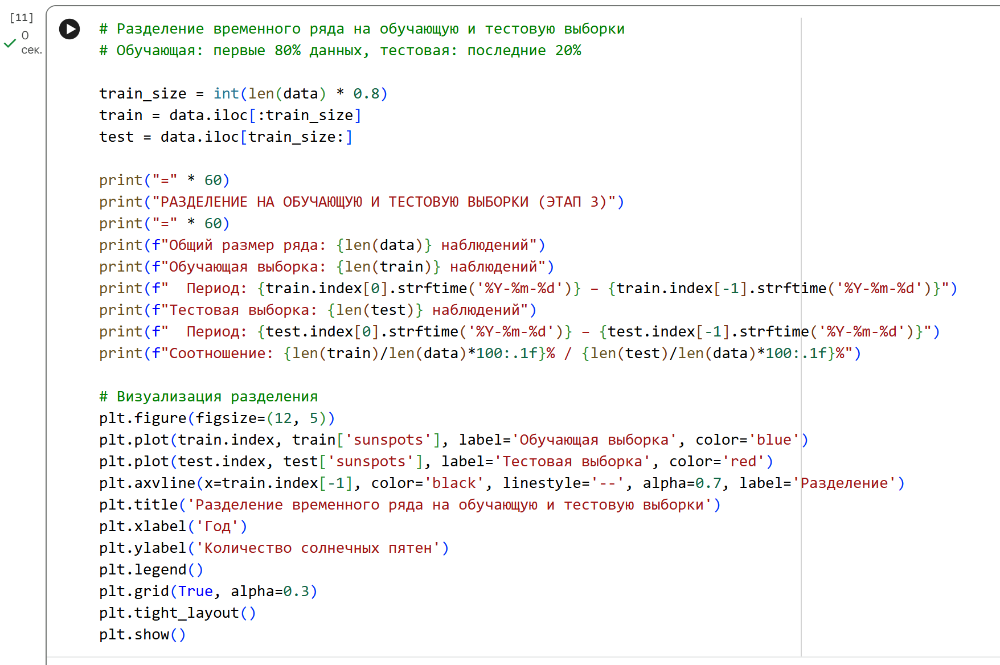 [11]
0
сек.
# Разделение временного ряда на обучающую и тестовую выборки
# Обучающая: первые 80% данных, тестовая: последние 20%
train_size = int(len(data) * 0.8)
train = data.iloc[:train_size]
test = data.iloc[train_size:]
print("=" * 60)
print("РАЗДЕЛЕНИЕ НА ОБУЧАЮЩУЮ И ТЕСТОВУЮ ВЫБОРКИ (ЭТАП 3)")
print("=" * 60)
print(f"Общий размер ряда: {len(data)} наблюдений")
print(f"Обучающая выборка: {len(train)} наблюдений")
print(f"  Период: {train.index[0].strftime('%Y-%m-%d')} – {train.index[-1].strftime('%Y-%m-%d')}")
print(f"Тестовая выборка: {len(test)} наблюдений")
print(f"  Период: {test.index[0].strftime('%Y-%m-%d')} – {test.index[-1].strftime('%Y-%m-%d')}")
print(f"Соотношение: {len(train)/len(data)*100:.1f}% / {len(test)/len(data)*100:.1f}%")
# Визуализация разделения
plt.figure(figsize=(12, 5))
plt.plot(train.index, train['sunspots'], label='Обучающая выборка', color='blue')
plt.plot(test.index, test['sunspots'], label='Тестовая выборка', color='red')
plt.axvline(x=train.index[-1], color='black', linestyle='--', alpha=0.7, label='Разделение')
plt.title('Разделение временного ряда на обучающую и тестовую выборки')
plt.xlabel('Год')
plt.ylabel('Количество солнечных пятен')
plt.legend()
plt.grid(True, alpha=0.3)
plt.tight_layout()
plt.show()